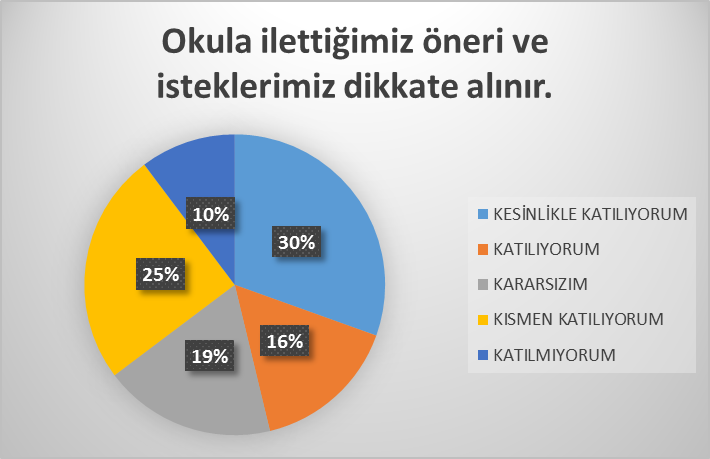 Okula ilettiğimiz öneri ve
isteklerimiz dikkate alınır.
10%
30%
25%
16%
19%
KESİNLİKLE KATILIYORUM
KATILIYORUM
KARARSIZIM
KISMEN KATILIYORUM
KATILMIYORUM